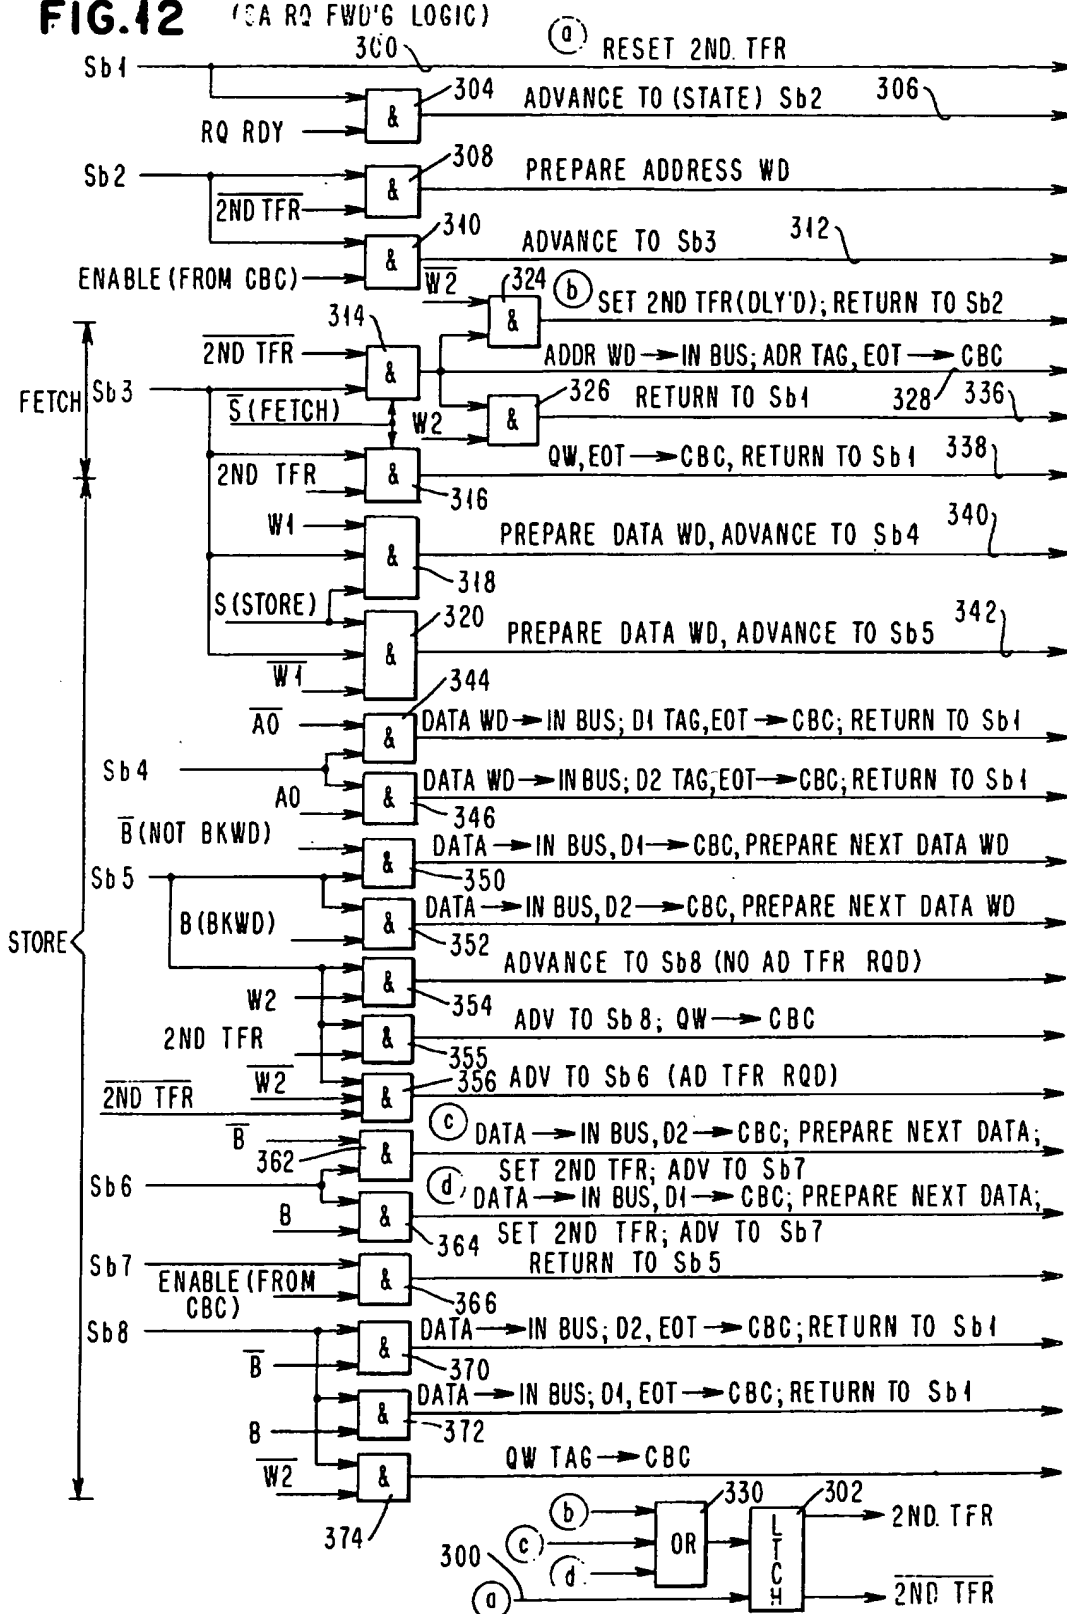 FIG.12 (SA RQ FWD'G LOGIC)
300 (a) RESET 2ND. TFR
Sb1
304 ADVANCE TO (STATE) Sb2 306
&
RQ RDY
308 PREPARE ADDRESS WD
Sb2
&
2ND TFR
310 ADVANCE TO Sb3 312
&
ENABLE (FROM CBC)
W2 324 (b) SET 2ND TFR (DLY'D); RETURN TO Sb2
&
314
2ND TFR
ADDR WD → IN BUS; ADR TAG, EOT → CBC
&
328
FETCH Sb3
326 RETURN TO Sb1 336
S (FETCH)
W2
&
QW, EOT → CBC, RETURN TO Sb1 338
2ND TFR
&
316
W1
340
PREPARE DATA WD, ADVANCE TO Sb4
&
318
S (STORE)
320
342
PREPARE DATA WD, ADVANCE TO Sb5
&
W1
344
A0
DATA WD → IN BUS; D1 TAG, EOT → CBC; RETURN TO Sb1
&
Sb4
DATA WD → IN BUS; D2 TAG, EOT → CBC; RETURN TO Sb1
A0
&
346
B (NOT BKWD)
DATA → IN BUS, D1 → CBC, PREPARE NEXT DATA WD
&
Sb5
350
DATA → IN BUS, D2 → CBC, PREPARE NEXT DATA WD
B (BKWD)
&
352
STORE
ADVANCE TO Sb8 (NO AD TFR RQD)
&
W2
354
ADV TO Sb8; QW → CBC
2ND TFR
&
355
W2
356 ADV TO Sb6 (AD TFR RQD)
2ND TFR
&
B
(c) DATA → IN BUS, D2 → CBC; PREPARE NEXT DATA;
362
&
SET 2ND TFR; ADV TO Sb7
Sb6
(d) DATA → IN BUS, D1 → CBC; PREPARE NEXT DATA;
B
&
364 SET 2ND TFR; ADV TO Sb7
Sb7
RETURN TO Sb5
ENABLE (FROM
CBC)
&
366
Sb8
DATA → IN BUS; D2, EOT → CBC; RETURN TO Sb1
B
&
370
DATA → IN BUS; D1, EOT → CBC; RETURN TO Sb1
B
&
372
QW TAG → CBC
W2
&
374
330 302
(b)
2ND. TFR
(c)
OR
LTCH
300
(d)
(a)
2ND TFR